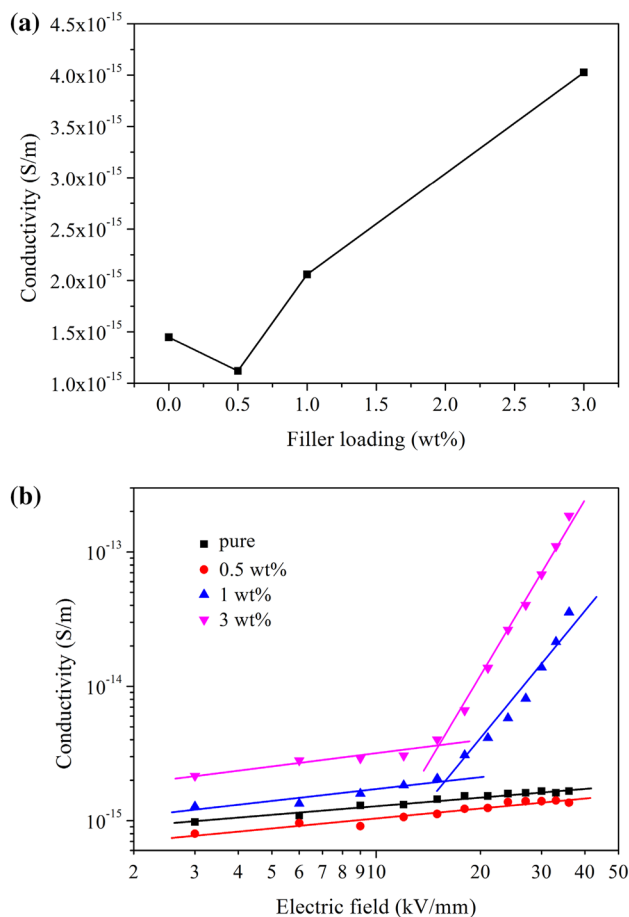 (a)
4.5x10⁻¹⁵
4.0x10⁻¹⁵
3.5x10⁻¹⁵
3.0x10⁻¹⁵
2.5x10⁻¹⁵
2.0x10⁻¹⁵
1.5x10⁻¹⁵
1.0x10⁻¹⁵
Conductivity (S/m)
0.0 0.5 1.0 1.5 2.0 2.5 3.0
Filler loading (wt%)
(b)
pure
0.5 wt%
1 wt%
3 wt%
10⁻¹³
10⁻¹⁴
10⁻¹⁵
Conductivity (S/m)
2 3 4 5 6 7 8 9 10 20 30 40 50
Electric field (kV/mm)